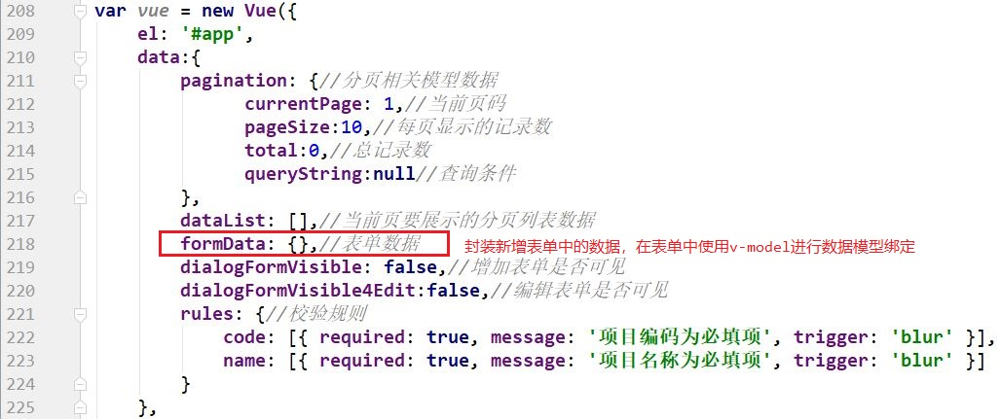 208 var vue = new Vue({
209 el: '#app',
210 data:{
211 pagination: {//分页相关模型数据
212 currentPage: 1,//当前页码
213 pageSize:10,//每页显示的记录数
214 total:0,//总记录数
215 queryString:null//查询条件
216 },
217 dataList: [],//当前页要展示的分页列表数据
218 formData: {},//表单数据 封装新增表单中的数据，在表单中使用v-model进行数据模型绑定
219 dialogFormVisible: false,//增加表单是否可见
220 dialogFormVisible4Edit:false,//编辑表单是否可见
221 rules: {//校验规则
222 code: [{ required: true, message: '项目编码为必填项', trigger: 'blur' }],
223 name: [{ required: true, message: '项目名称为必填项', trigger: 'blur' }]
224 }
225 },